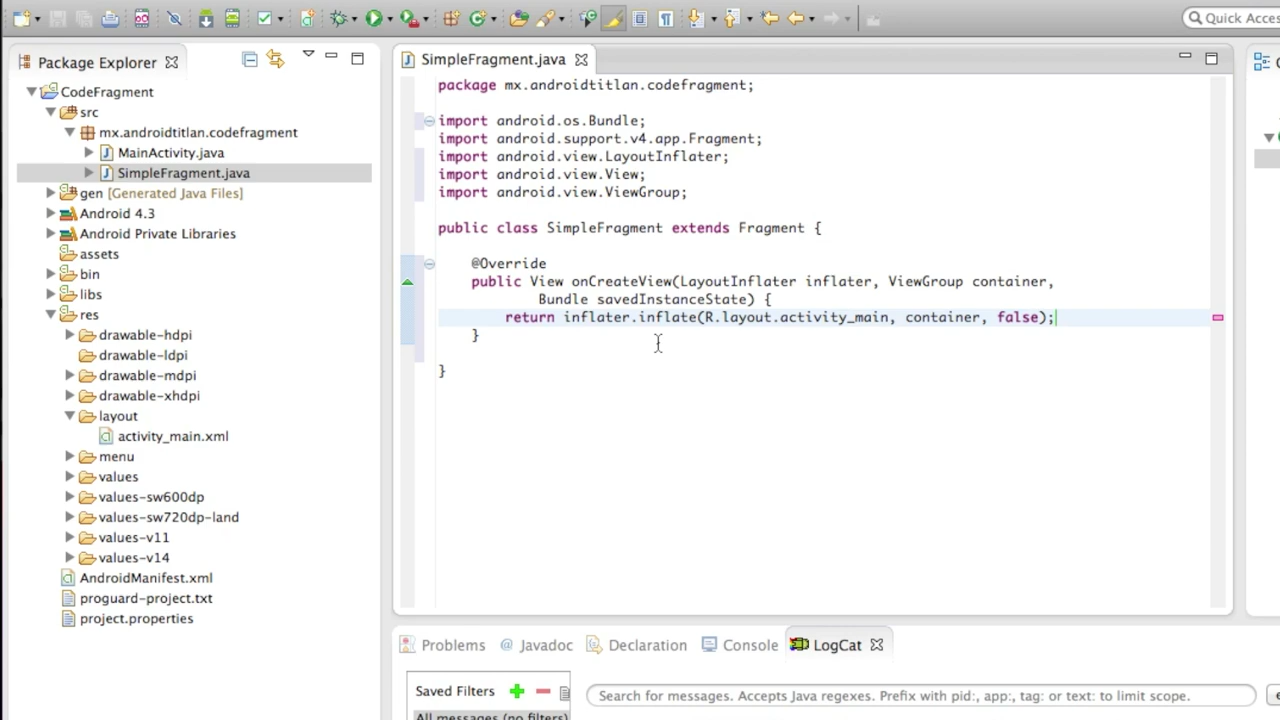 Quick Acces
Package Explorer
CodeFragment
src
mx.androidtitlan.codefragment
MainActivity.java
SimpleFragment.java
gen [Generated Java Files]
Android 4.3
Android Private Libraries
assets
bin
libs
res
drawable-hdpi
drawable-ldpi
drawable-mdpi
drawable-xhdpi
layout
activity_main.xml
menu
values
values-sw600dp
values-sw720dp-land
values-v11
values-v14
AndroidManifest.xml
proguard-project.txt
project.properties
SimpleFragment.java
package mx.androidtitlan.codefragment;
import android.os.Bundle;
import android.support.v4.app.Fragment;
import android.view.LayoutInflater;
import android.view.View;
import android.view.ViewGroup;
public class SimpleFragment extends Fragment {
@Override
public View onCreateView(LayoutInflater inflater, ViewGroup container,
Bundle savedInstanceState) {
return inflater.inflate(R.layout.activity_main, container, false);
}
}
Problems @ Javadoc Declaration Console LogCat
Saved Filters
Search for messages. Accepts Java regexes. Prefix with pid:, app:, tag: or text: to limit scope.
All messages (no filters)